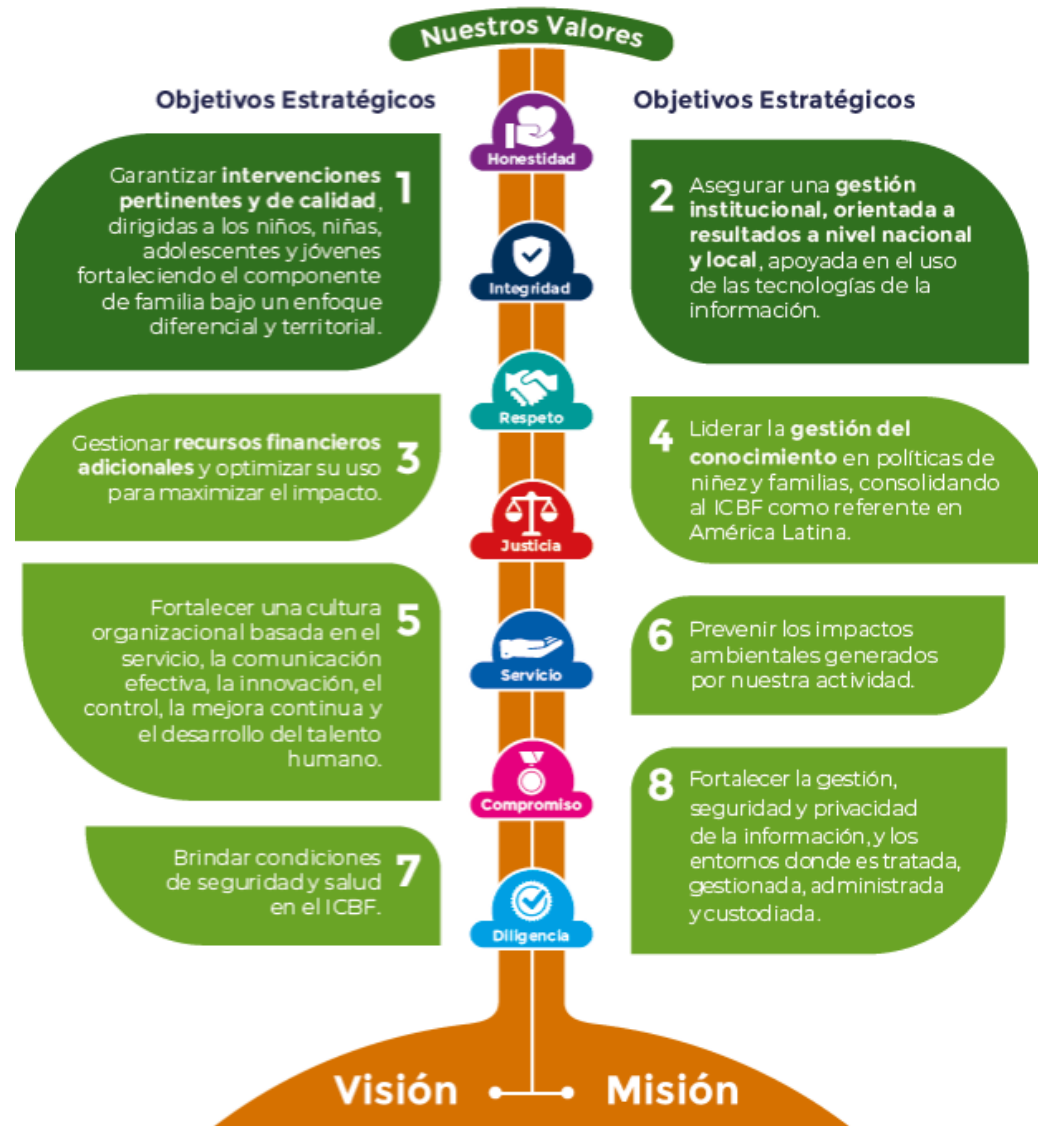 Nuestros Valores
Objetivos Estratégicos
Objetivos Estratégicos
Honestidad
1
Garantizar intervenciones
pertinentes y de calidad,
dirigidas a los niños, niñas,
adolescentes y jóvenes
fortaleciendo el componente
de familia bajo un enfoque
diferencial y territorial.
2
Asegurar una gestión
institucional, orientada a
resultados a nivel nacional
y local, apoyada en el uso
de las tecnologías de la
información.
Integridad
Respeto
3
Gestionar recursos financieros
adicionales y optimizar su uso
para maximizar el impacto.
4
Liderar la gestión del
conocimiento en políticas de
niñez y familias, consolidando
al ICBF como referente en
América Latina.
Justicia
5
Fortalecer una cultura
organizacional basada en el
servicio, la comunicación
efectiva, la innovación, el
control, la mejora continua y
el desarrollo del talento
humano.
6
Prevenir los impactos
ambientales generados
por nuestra actividad.
Servicio
Compromiso
7
Brindar condiciones
de seguridad y salud
en el ICBF.
8
Fortalecer la gestión,
seguridad y privacidad
de la información, y los
entornos donde es tratada,
gestionada, administrada
y custodiada.
Diligencia
Visión
Misión